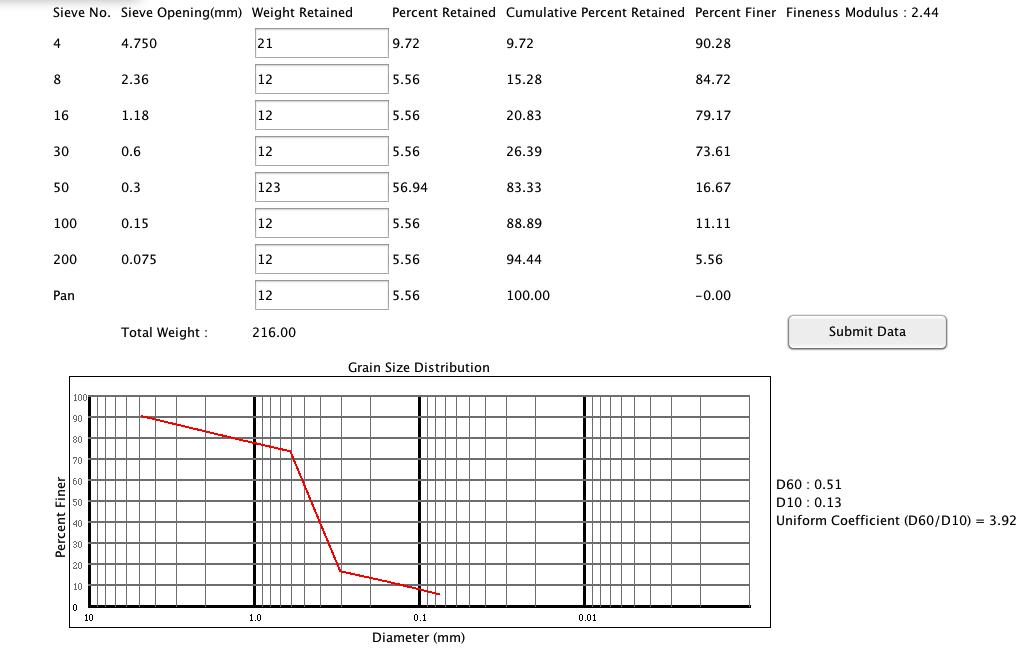 Sieve No. Sieve Opening(mm) Weight Retained Percent Retained Cumulative Percent Retained Percent Finer Fineness Modulus : 2.44
4 4.750 21 9.72 9.72 90.28
8 2.36 12 5.56 15.28 84.72
16 1.18 12 5.56 20.83 79.17
30 0.6 12 5.56 26.39 73.61
50 0.3 123 56.94 83.33 16.67
100 0.15 12 5.56 88.89 11.11
200 0.075 12 5.56 94.44 5.56
Pan 12 5.56 100.00 -0.00
Total Weight : 216.00
Submit Data
Grain Size Distribution
100
90
80
70
60
50
40
30
20
10
0
Percent Finer
10 1.0 0.1 0.01
Diameter (mm)
D60 : 0.51
D10 : 0.13
Uniform Coefficient (D60/D10) = 3.92